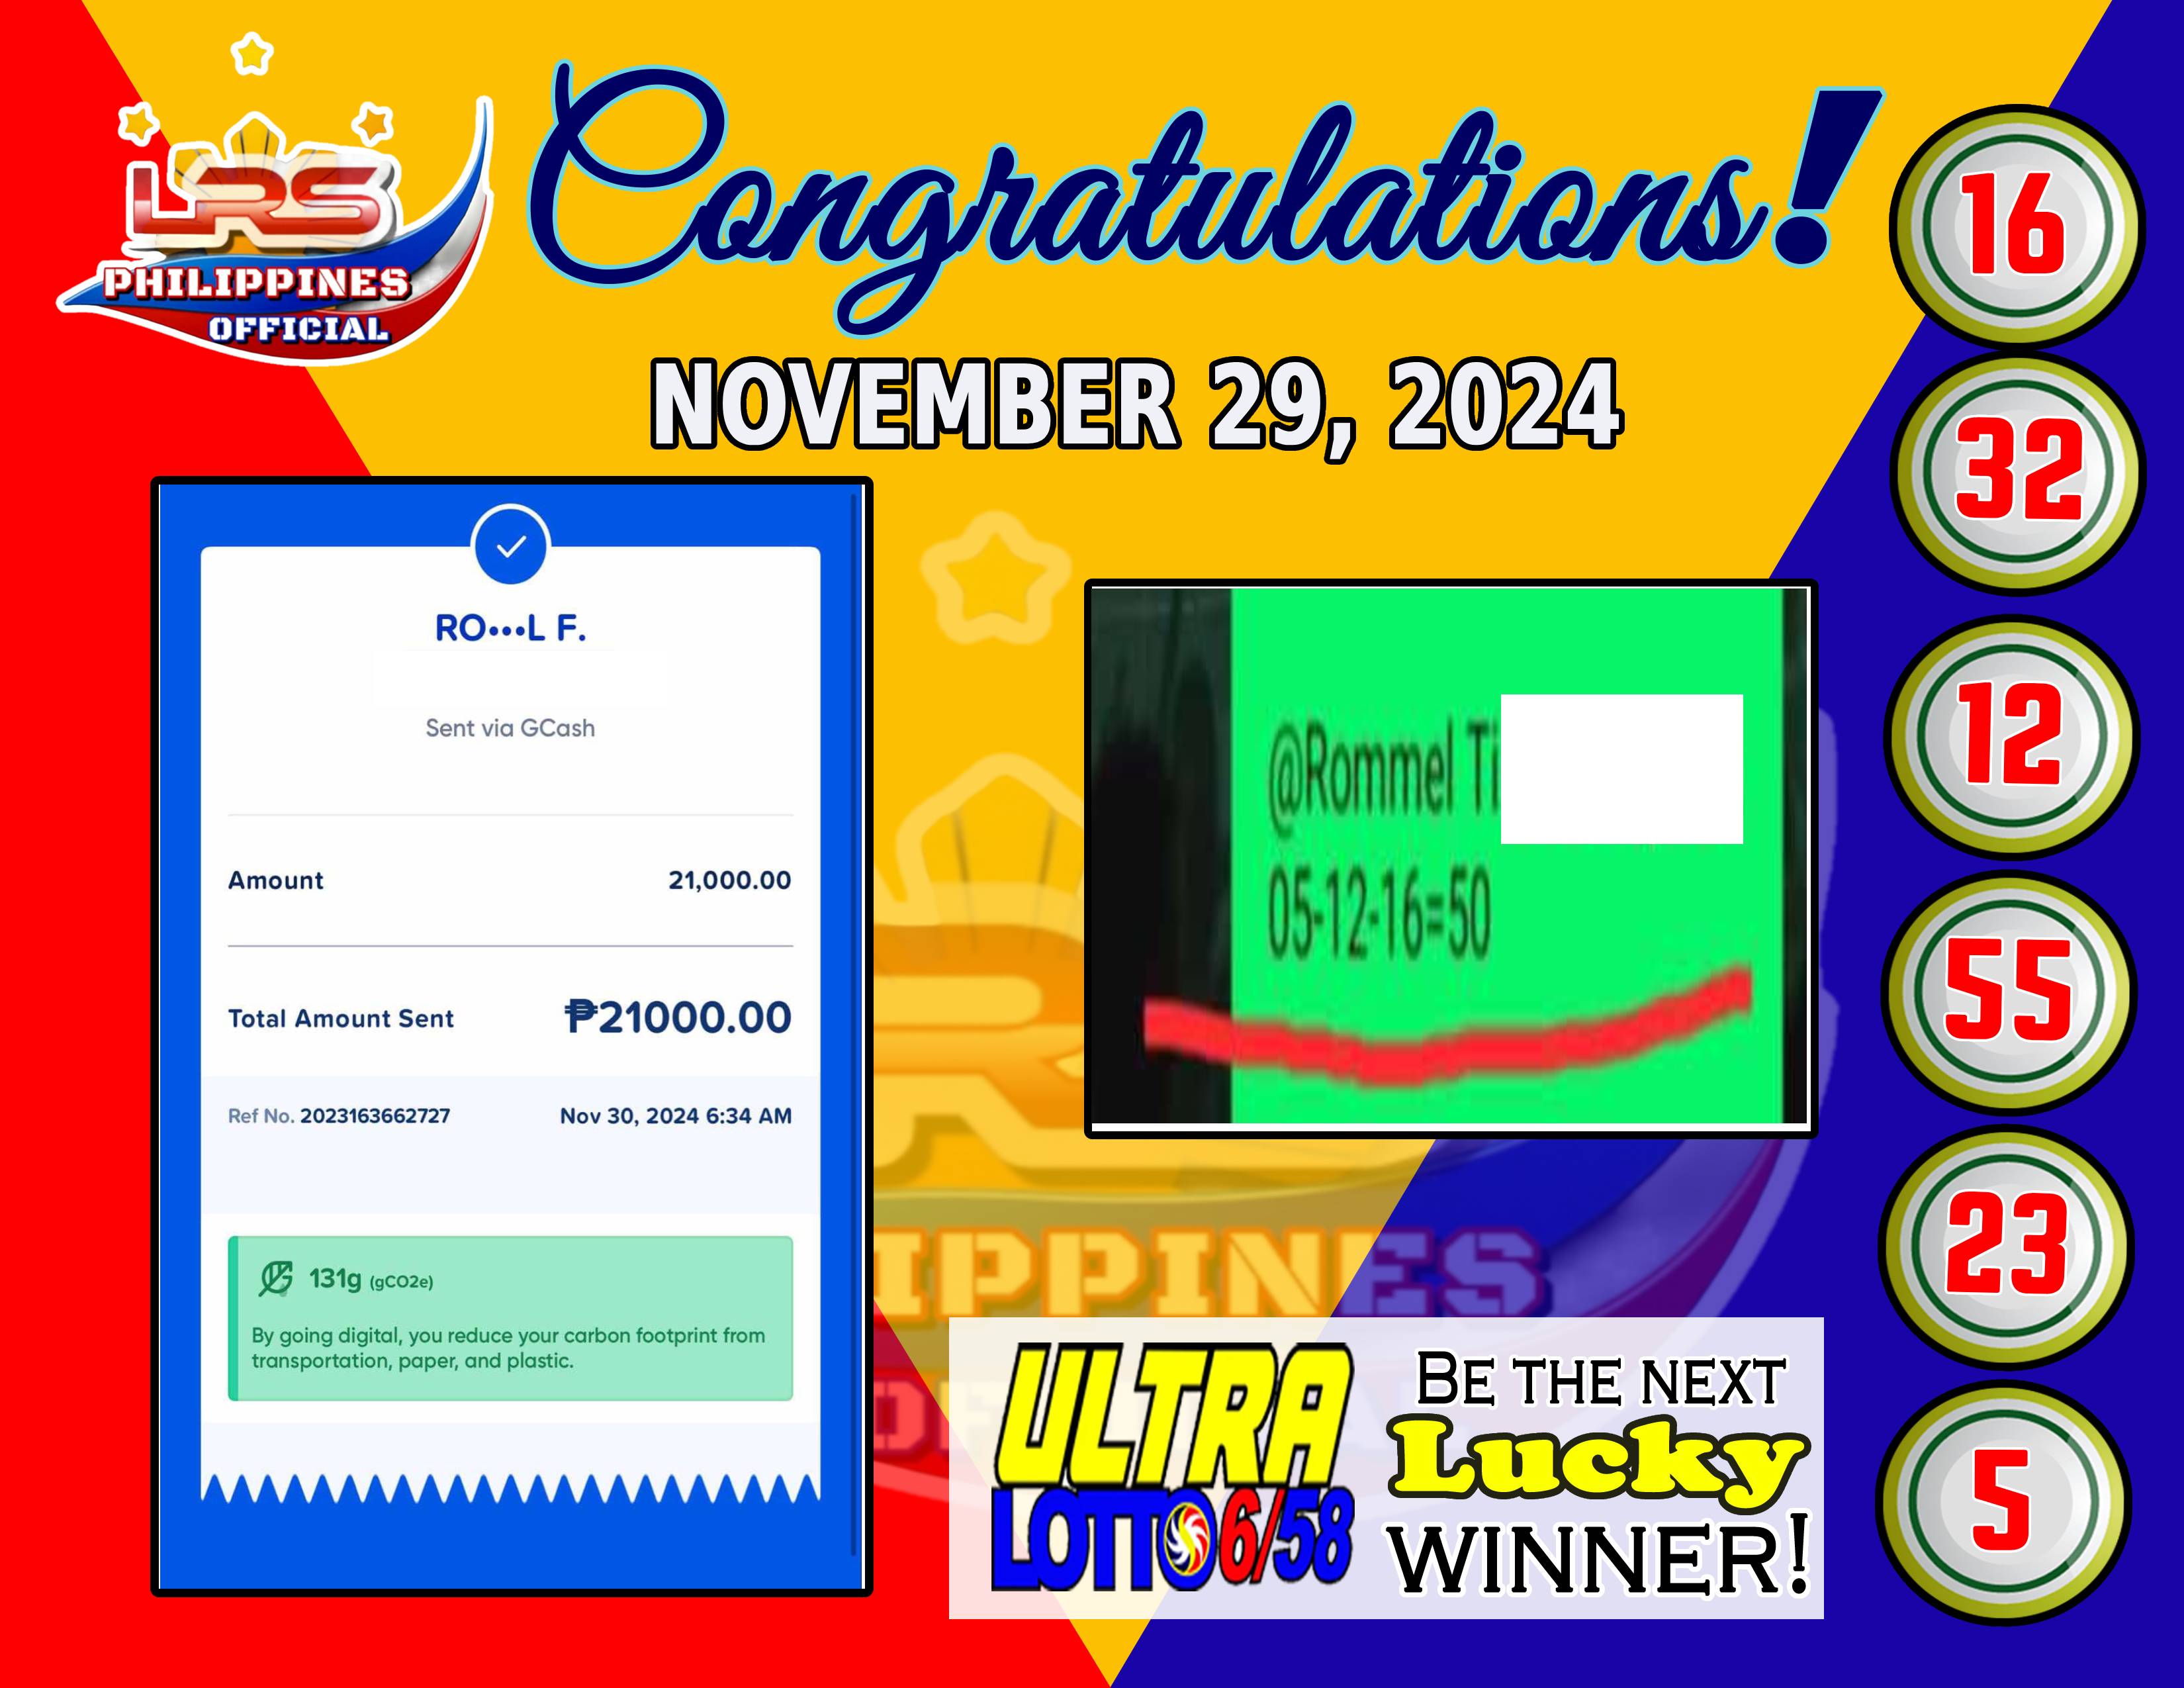 LRS
PHILIPPINES
OFFICIAL
Congratulations!
NOVEMBER 29, 2024
RO•••L F.
Sent via GCash
Amount 21,000.00
Total Amount Sent ₱21000.00
Ref No. 2023163662727 Nov 30, 2024 6:34 AM
131g (gCO2e)
By going digital, you reduce your carbon footprint from
transportation, paper, and plastic.
@Rommel Ti
05-12-16=50
IPPINES
ULTRA
LOTTO 6/58
BE THE NEXT
Lucky
WINNER!
16
32
12
55
23
5